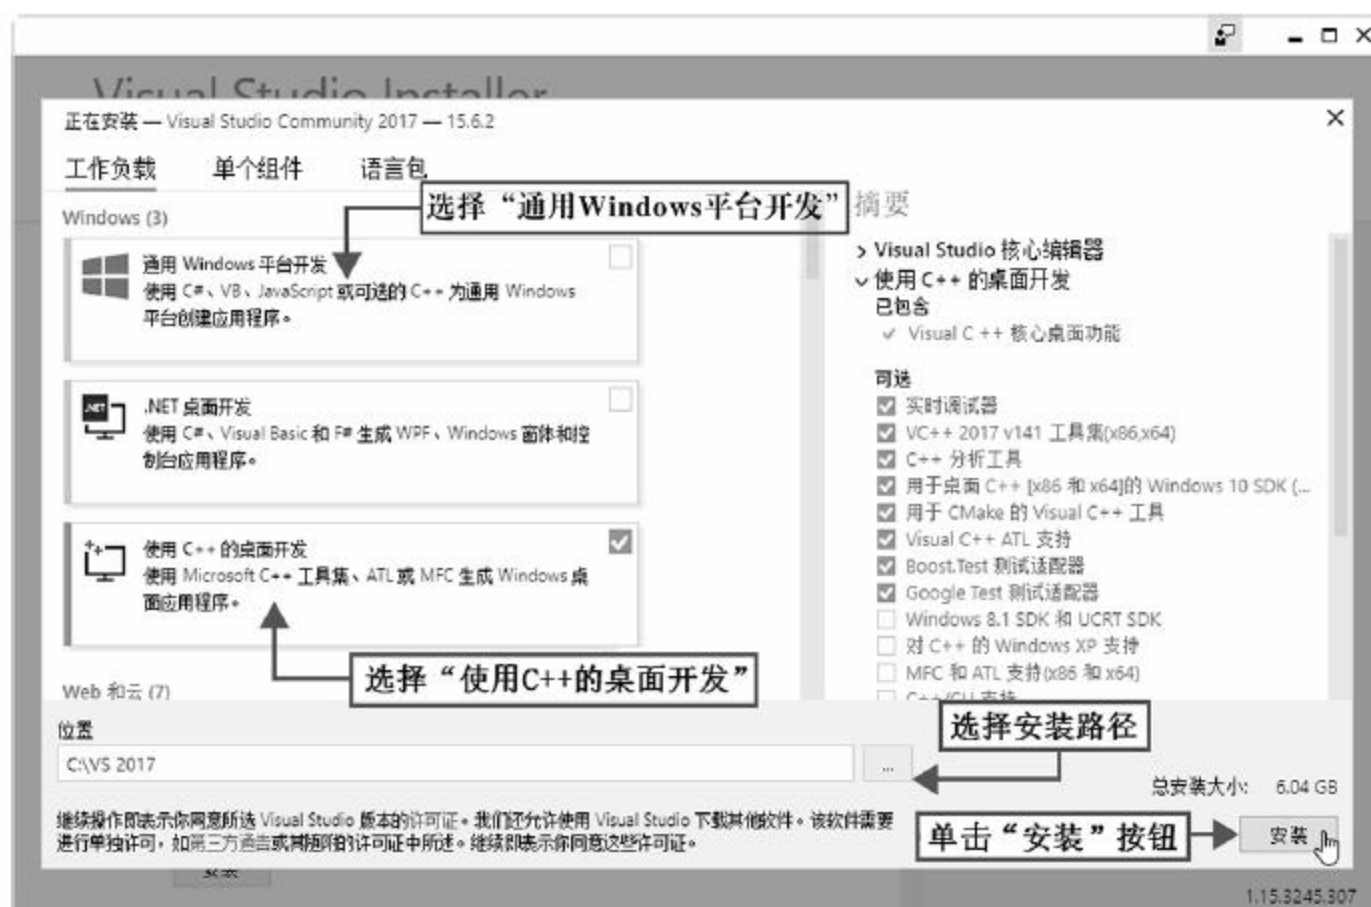 Visual Studio Installer
正在安装 — Visual Studio Community 2017 — 15.6.2
工作负载 单个组件 语言包
选择“通用Windows平台开发”
摘要
Windows (3)
通用 Windows 平台开发
使用 C#、VB、JavaScript 或可选的 C++ 为通用 Windows
平台创建应用程序。
.NET 桌面开发
使用 C#、Visual Basic 和 F# 生成 WPF、Windows 窗体和控
制台应用程序。
使用 C++ 的桌面开发
使用 Microsoft C++ 工具集、ATL 或 MFC 生成 Windows 桌
面应用程序。
选择“使用C++的桌面开发”
Web 和云 (7)
Visual Studio 核心编辑器
使用 C++ 的桌面开发
已包含
Visual C ++ 核心桌面功能
可选
实时调试器
VC++ 2017 v141 工具集(x86,x64)
C++ 分析工具
用于桌面 C++ [x86 和 x64]的 Windows 10 SDK (...
用于 CMake 的 Visual C++ 工具
Visual C++ ATL 支持
Boost.Test 测试适配器
Google Test 测试适配器
Windows 8.1 SDK 和 UCRT SDK
对 C++ 的 Windows XP 支持
MFC 和 ATL 支持(x86 和 x64)
C++/CLI 支持
选择安装路径
位置
C:\VS 2017
...
总安装大小: 6.04 GB
继续操作即表示你同意所选 Visual Studio 版本的许可证。我们还允许使用 Visual Studio 下载其他软件。该软件需要
进行单独许可，如第三方通告或其随附的许可证中所述。继续即表示你同意这些许可证。
单击“安装”按钮
安装
安装
1.15.3245.307